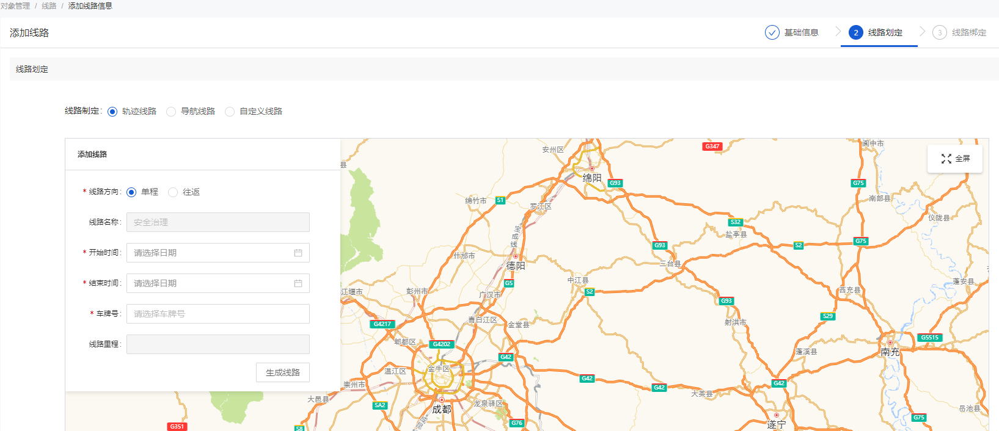 对象管理 / 线路 / 添加线路信息
添加线路
基础信息
2 线路划定
3 线路绑定
线路划定
线路制定: 轨迹线路 导航线路 自定义线路
添加线路
* 线路方向: 单程 往返
线路名称: 安全治理
* 开始时间: 请选择日期
* 结束时间: 请选择日期
* 车牌号: 请选择车牌号
线路里程:
生成线路
全屏
安州区
G347
阆中市
县
绵阳
G93
G75
绵竹市
S1
罗江区
南部县
仪陇县
宝成线
S32
盐亭县
G93
S2
G75
什邡市
德阳
三台县
G5
中江县
S2
蓬安县
江堰市
彭州市
广汉市
西充县
G93
青白江区
金堂县
射洪市
S29
G4217
郫都区
G4202
G42
G5515
南充
蓬溪县
温江区
金牛区
G42
G42
G42
崇州市
大邑县
SA2
成都
龙泉驿区
大英县
岳池县
G351
S8
G76
遂宁
G75